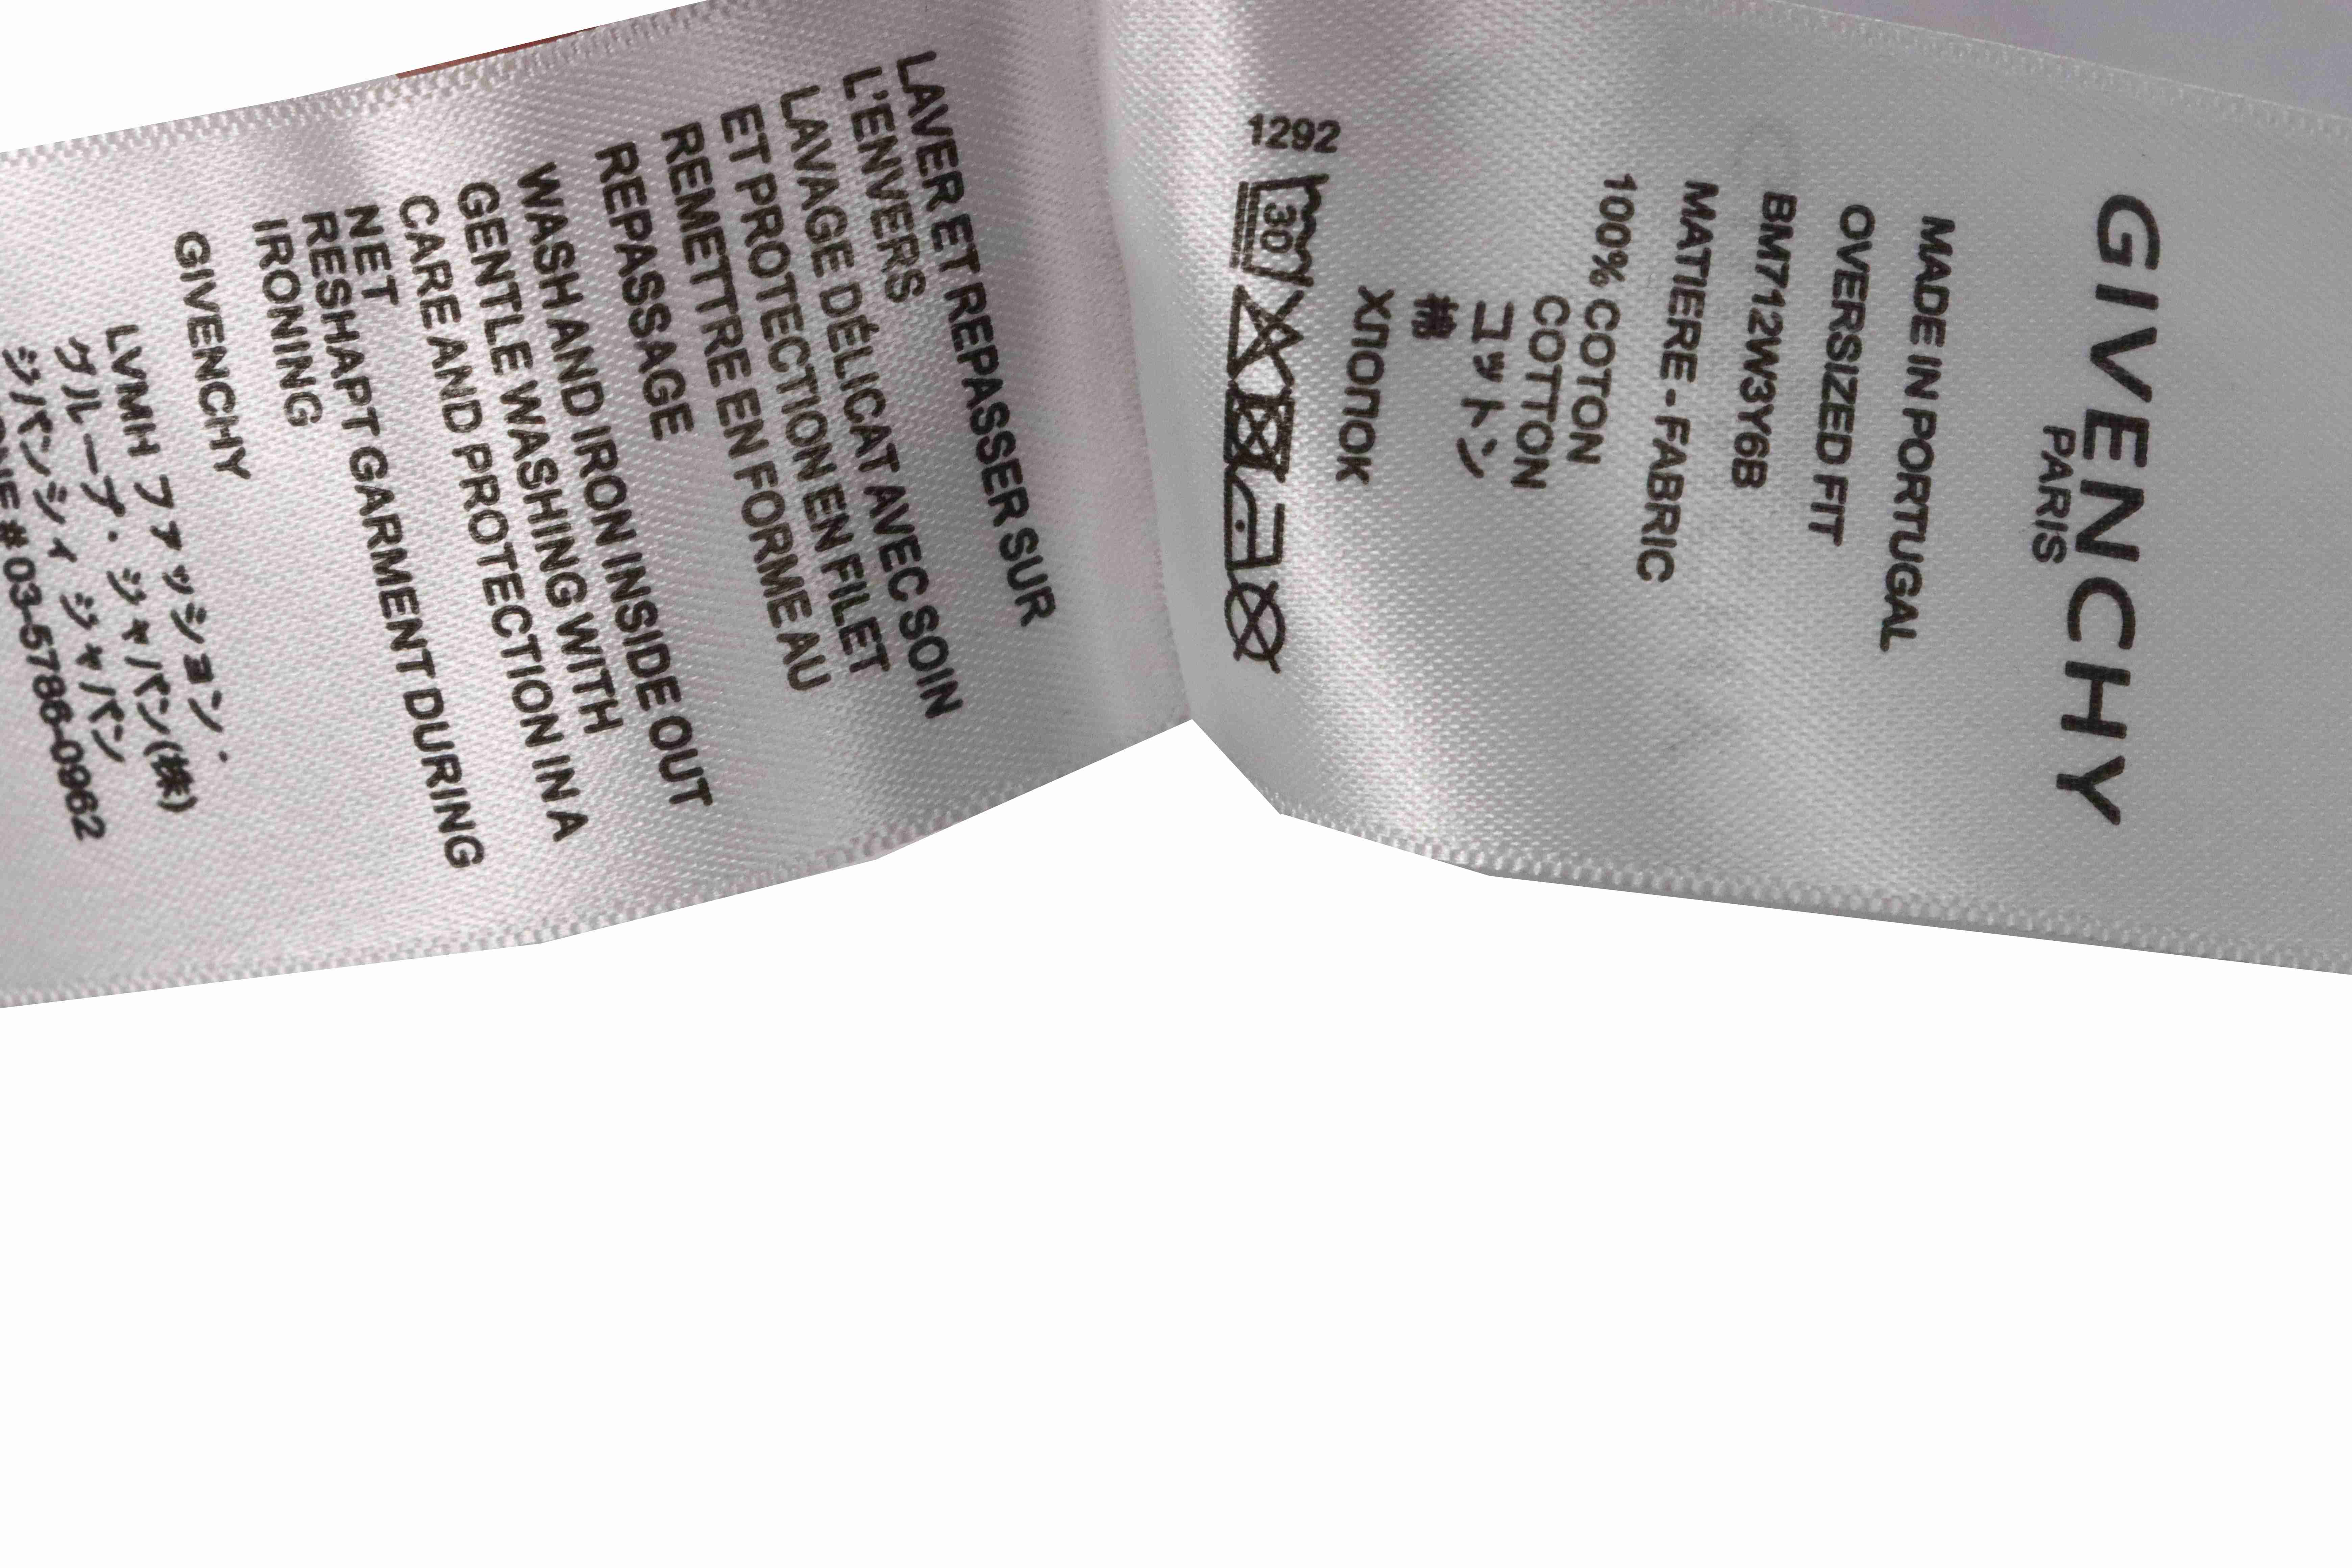 GIVENCHY
PARIS
MADE IN PORTUGAL
OVERSIZED FIT
BM712W3Y6B
MATIERE - FABRIC
100% COTON
COTTON
コットン
棉
ХЛОПОК
1292
30
LAVER ET REPASSER SUR
L'ENVERS
LAVAGE DÉLICAT AVEC SOIN
ET PROTECTION EN FILET
REMETTRE EN FORME AU
REPASSAGE
WASH AND IRON INSIDE OUT
GENTLE WASHING WITH
CARE AND PROTECTION IN A
NET
RESHAPT GARMENT DURING
IRONING
GIVENCHY
LVMH ファッション・
グループ・ジャパン(株)
ジバンシィ ジャパン
# 03-5786-0962